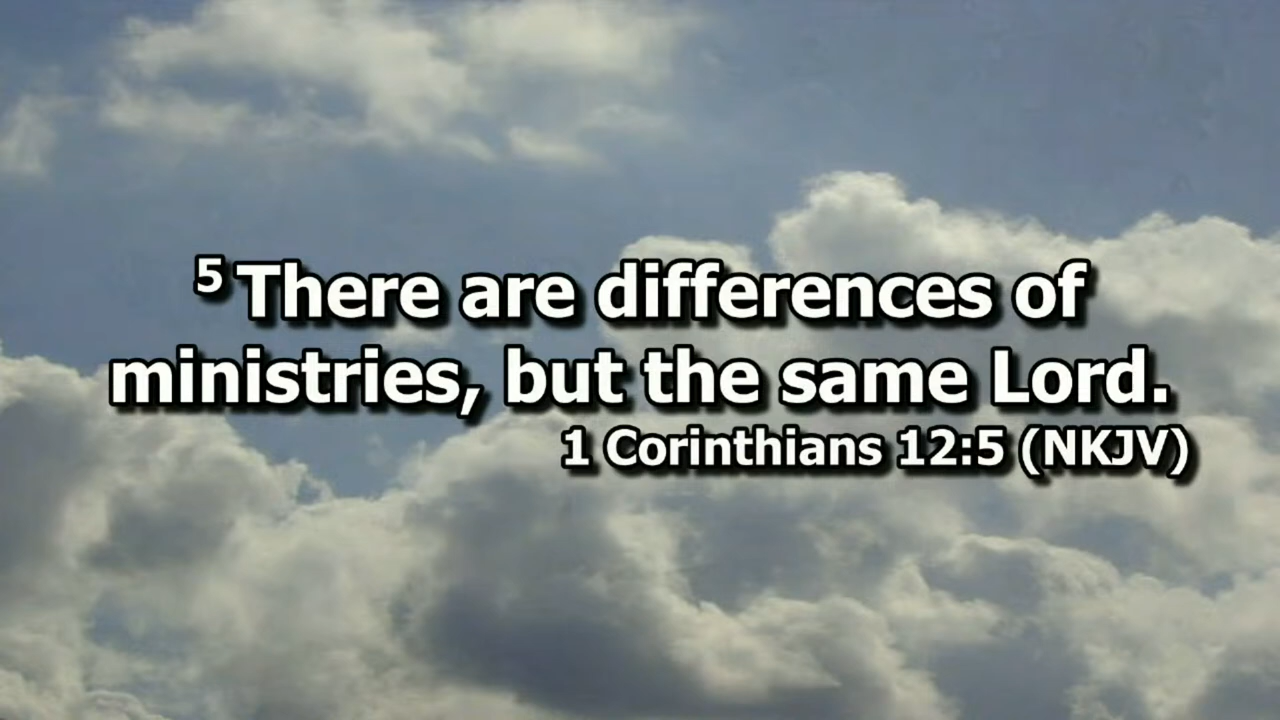 5 There are differences of
ministries, but the same Lord.
1 Corinthians 12:5 (NKJV)